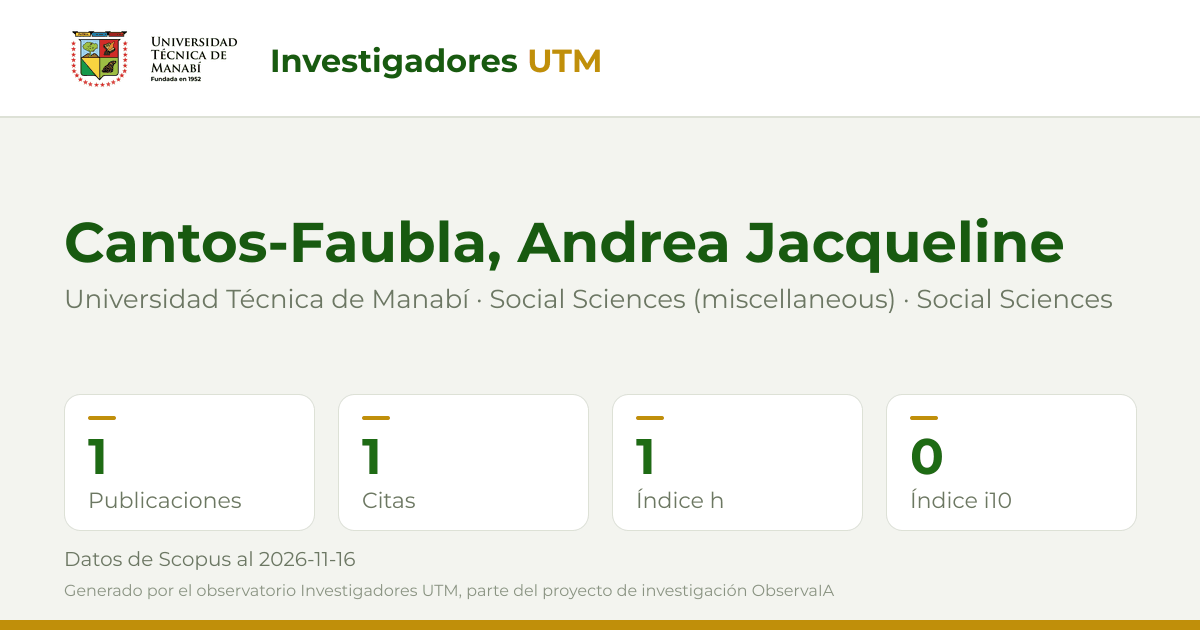 UNIVERSIDAD
TÉCNICA DE
MANABÍ
Fundada en 1952
Investigadores UTM
Cantos-Faubla, Andrea Jacqueline
Universidad Técnica de Manabí · Social Sciences (miscellaneous) · Social Sciences
1
Publicaciones
1
Citas
1
Índice h
0
Índice i10
Datos de Scopus al 2026-11-16
Generado por el observatorio Investigadores UTM, parte del proyecto de investigación ObservaIA